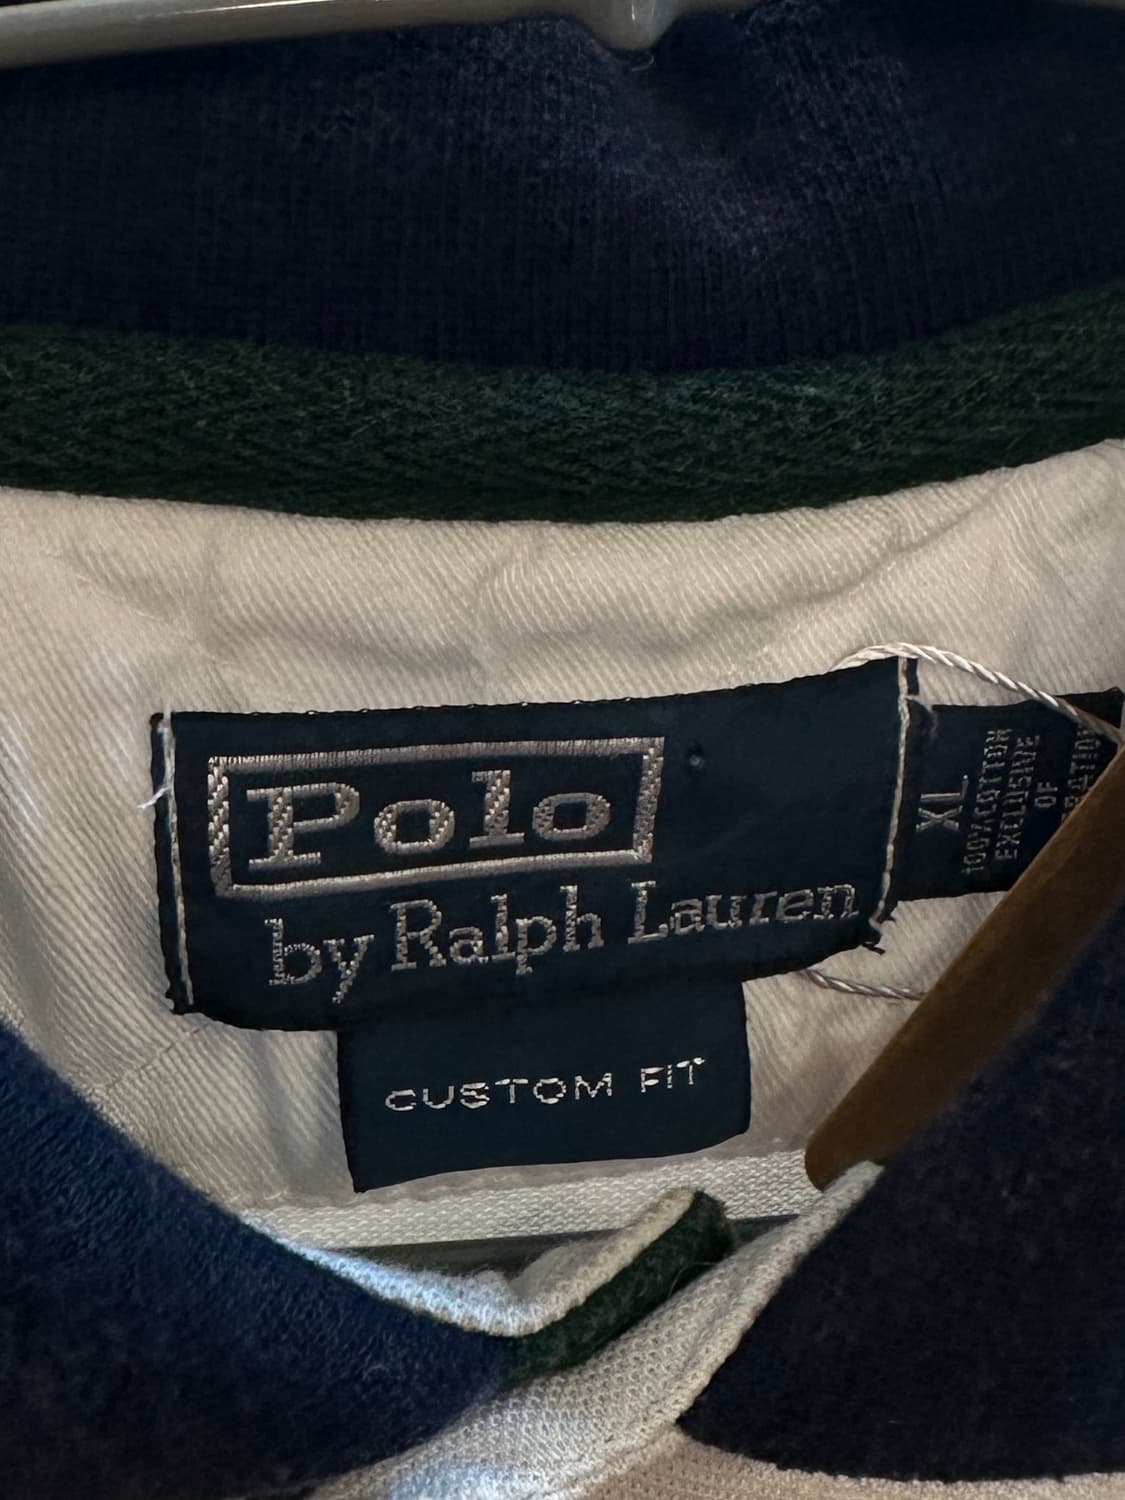 Polo
by Ralph Lauren
CUSTOM FIT
XL
100%COTTON
EXCLUSIVE
OF